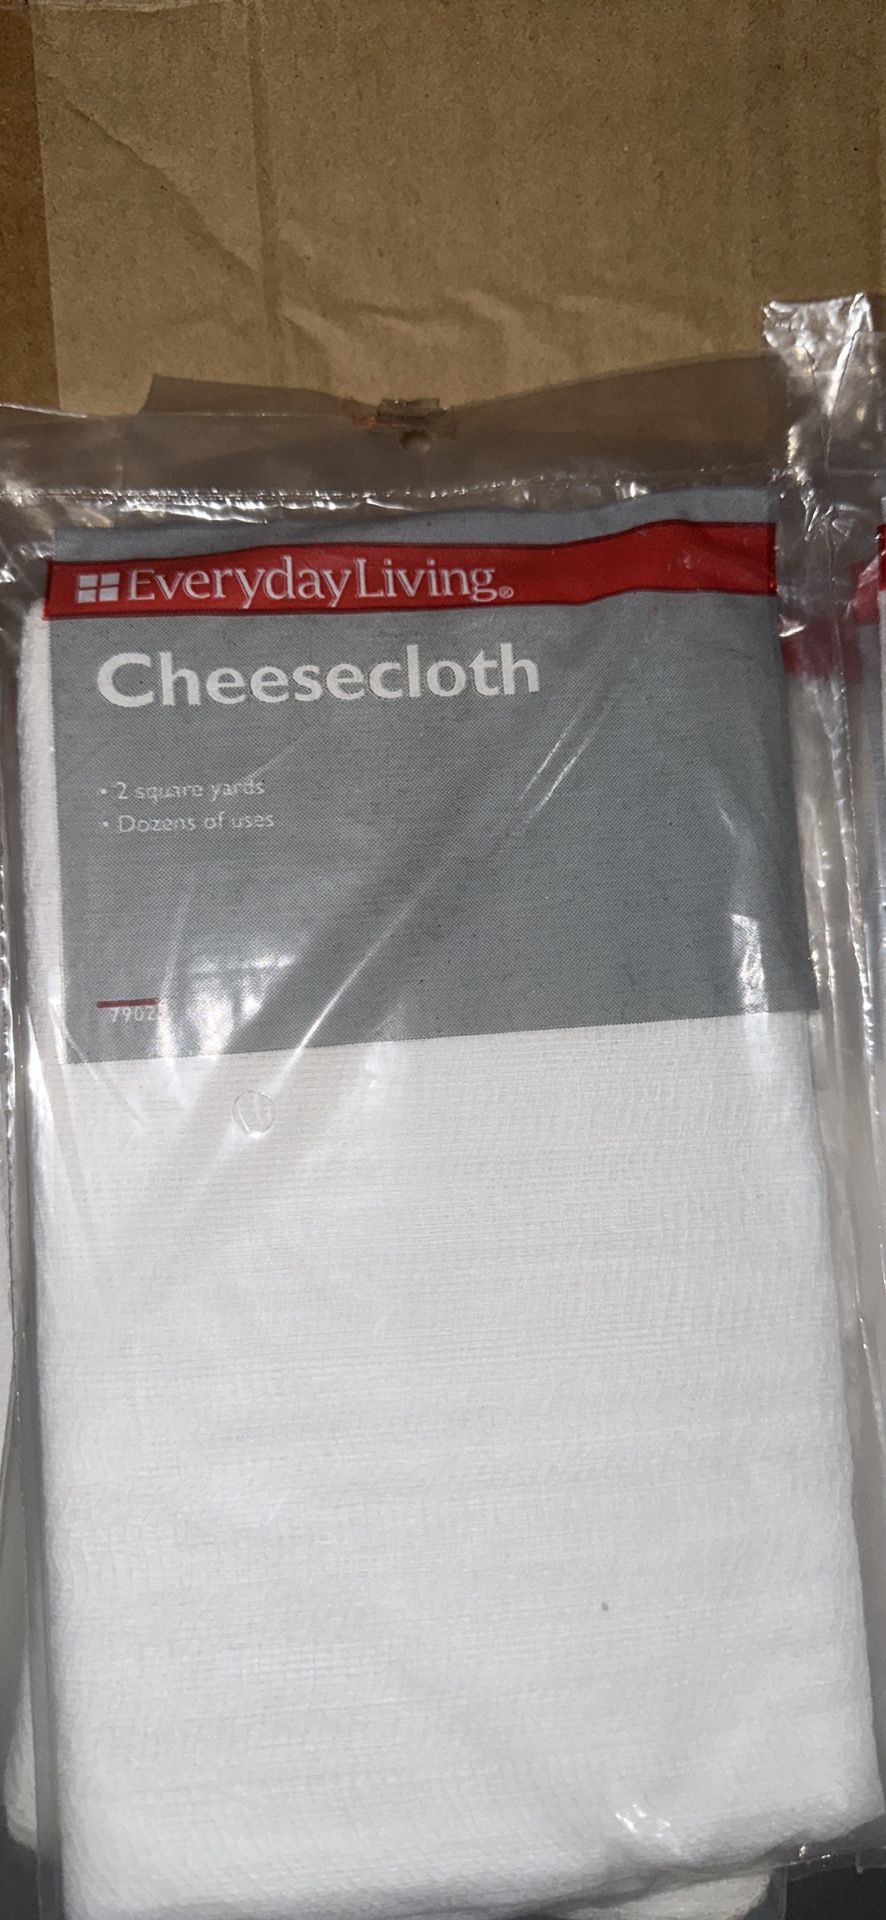 EverydayLiving®
Cheesecloth
• 2 square yards
• Dozens of uses